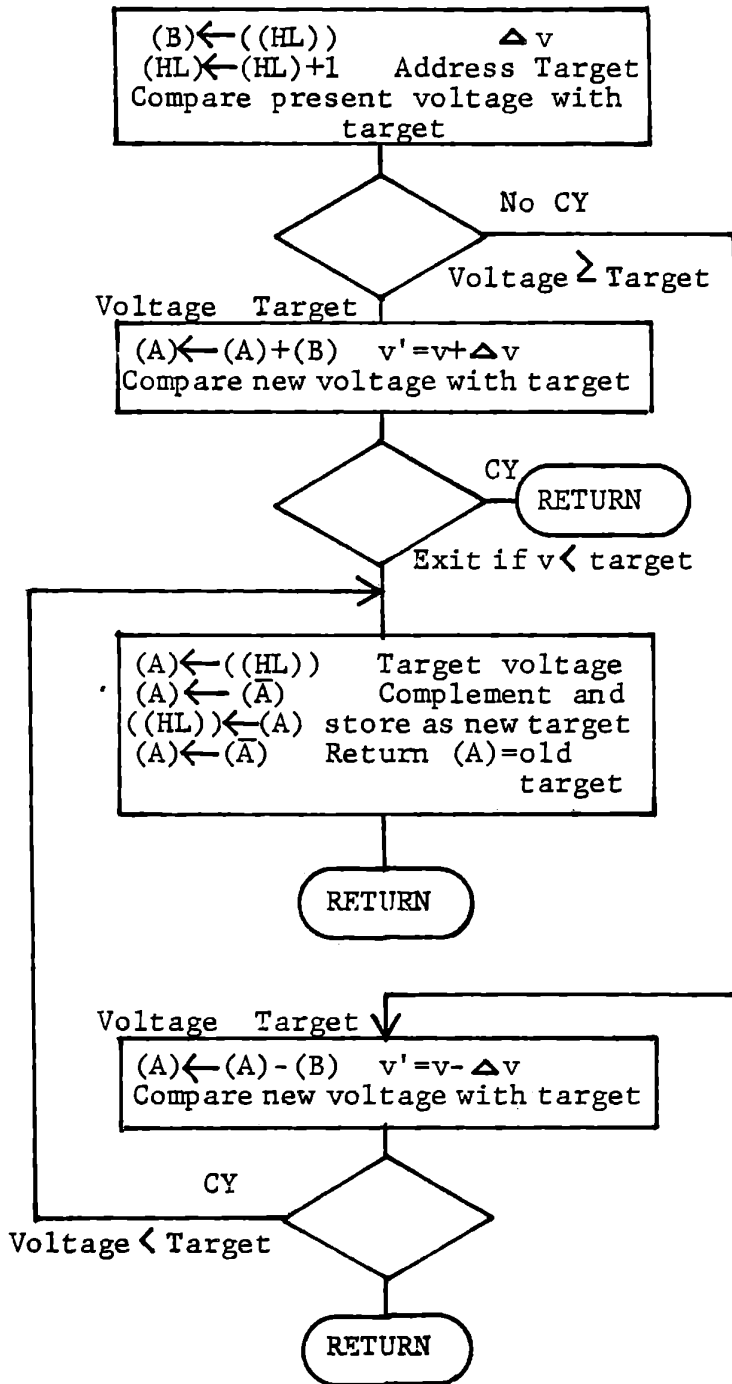 (B)←((HL)) Δ v
(HL)←(HL)+1 Address Target
Compare present voltage with
target
No CY
Voltage ≥ Target
Voltage Target
(A)←(A)+(B) v'=v+Δv
Compare new voltage with target
CY
RETURN
Exit if v< target
(A)←((HL)) Target voltage
(A)←(A̅) Complement and
((HL))←(A) store as new target
(A)←(A̅) Return (A)=old
target
RETURN
Voltage Target
(A)←(A)-(B) v'=v-Δv
Compare new voltage with target
CY
Voltage< Target
RETURN